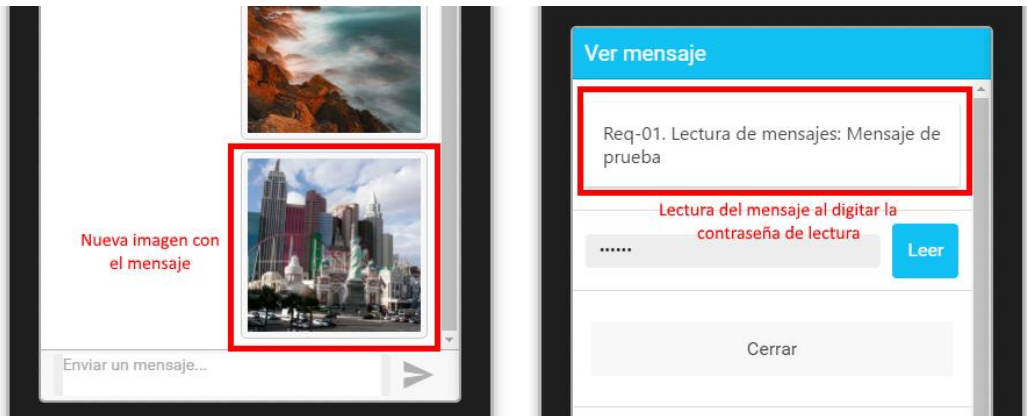 Nueva imagen con
el mensaje
Enviar un mensaje...
Ver mensaje
Req-01. Lectura de mensajes: Mensaje de
prueba
Lectura del mensaje al digitar la
contraseña de lectura
••••••
Leer
Cerrar